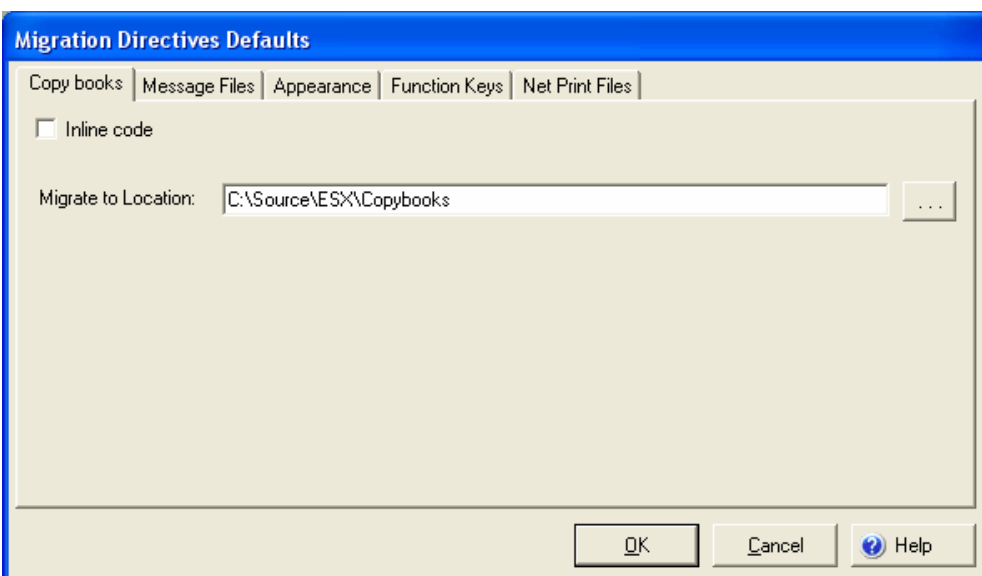 Migration Directives Defaults
Copy books Message Files Appearance Function Keys Net Print Files
Inline code
Migrate to Location: C:\Source\ESX\Copybooks ...
OK Cancel Help